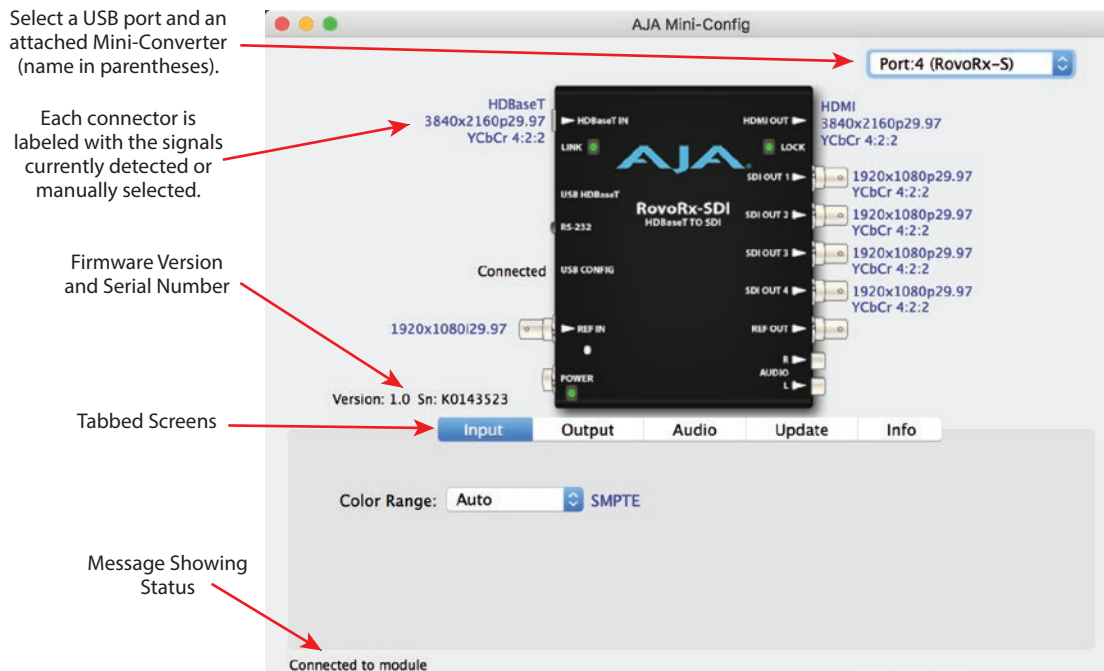 Select a USB port and an
attached Mini-Converter
(name in parentheses).
Each connector is
labeled with the signals
currently detected or
manually selected.
Firmware Version
and Serial Number
Tabbed Screens
Message Showing
Status
AJA Mini-Config
Port:4 (RovoRx-S)
HDBaseT
3840x2160p29.97
YCbCr 4:2:2
Connected
1920x1080i29.97
Version: 1.0 Sn: K0143523
HDBaseT IN
LINK
USB HDBaseT
RS-232
USB CONFIG
REF IN
POWER
AJA
RovoRx-SDI
HDBaseT TO SDI
HDMI OUT
LOCK
SDI OUT 1
SDI OUT 2
SDI OUT 3
SDI OUT 4
REF OUT
R
AUDIO
L
HDMI
3840x2160p29.97
YCbCr 4:2:2
1920x1080p29.97
YCbCr 4:2:2
1920x1080p29.97
YCbCr 4:2:2
1920x1080p29.97
YCbCr 4:2:2
1920x1080p29.97
YCbCr 4:2:2
Input Output Audio Update Info
Color Range: Auto SMPTE
Connected to module